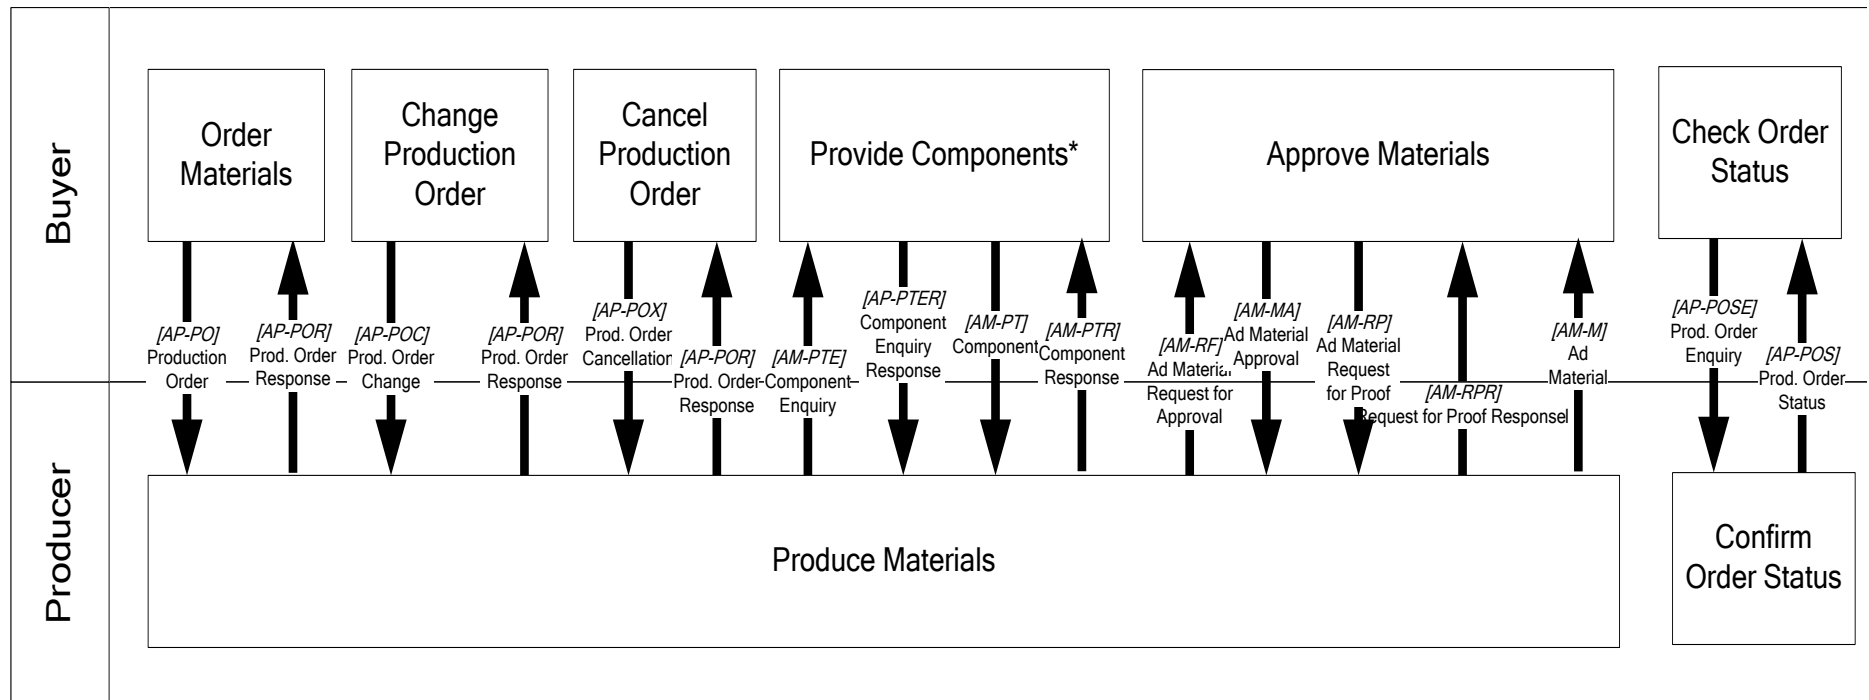 Buyer
Order
Materials
Change
Production
Order
Cancel
Production
Order
Provide Components*
Approve Materials
Check Order
Status
[AP-PO]
Production
Order
[AP-POR]
Prod. Order
Response
[AP-POC]
Prod. Order
Change
[AP-POR]
Prod. Order
Response
[AP-POX]
Prod. Order
Cancellation
[AP-POR]
Prod. Order
Response
[AM-PTE]
Component
Enquiry
[AP-PTER]
Component
Enquiry
Response
[AM-PT]
Component
[AM-PTR]
Component
Response
[AM-RF]
Ad Material
Request for
Approval
[AM-MA]
Ad Material
Approval
[AM-RP]
Ad Material
Request
for Proof
[AM-RPR]
Request for Proof Responsel
[AM-M]
Ad
Material
[AP-POSE]
Prod. Order
Enquiry
[AP-POS]
Prod. Order
Status
Producer
Produce Materials
Confirm
Order Status